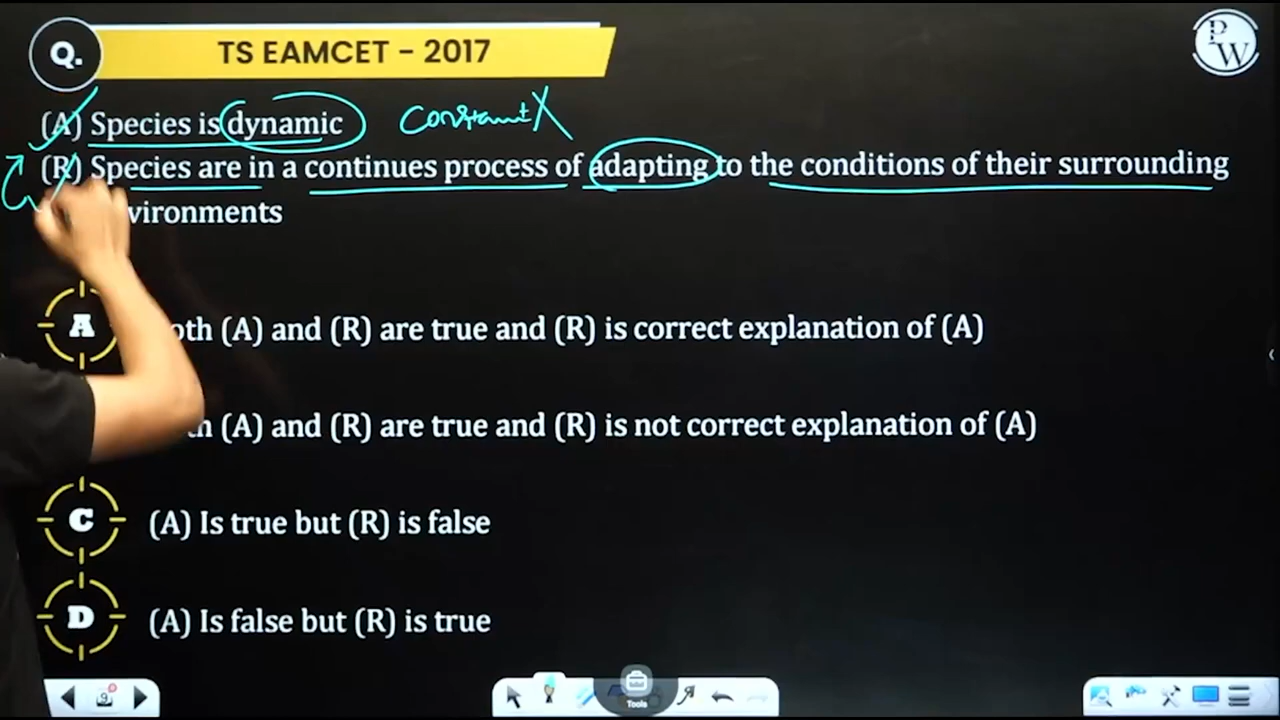 Q.
TS EAMCET – 2017
PW
(A) Species is dynamic constant X
(R) Species are in a continues process of adapting to the conditions of their surrounding
vironments
A
oth (A) and (R) are true and (R) is correct explanation of (A)
(A) and (R) are true and (R) is not correct explanation of (A)
C (A) Is true but (R) is false
D (A) Is false but (R) is true
9
Tools